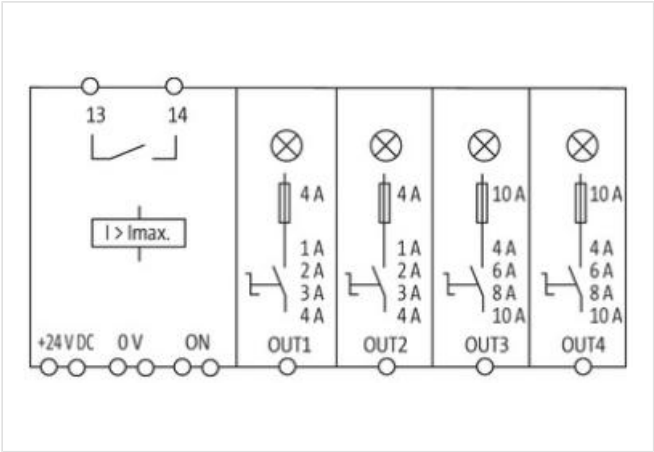 13 14
I > Imax.
+24 V DC 0 V ON
4 A
1 A
2 A
3 A
4 A
OUT1
4 A
1 A
2 A
3 A
4 A
OUT2
10 A
4 A
6 A
8 A
10 A
OUT3
10 A
4 A
6 A
8 A
10 A
OUT4